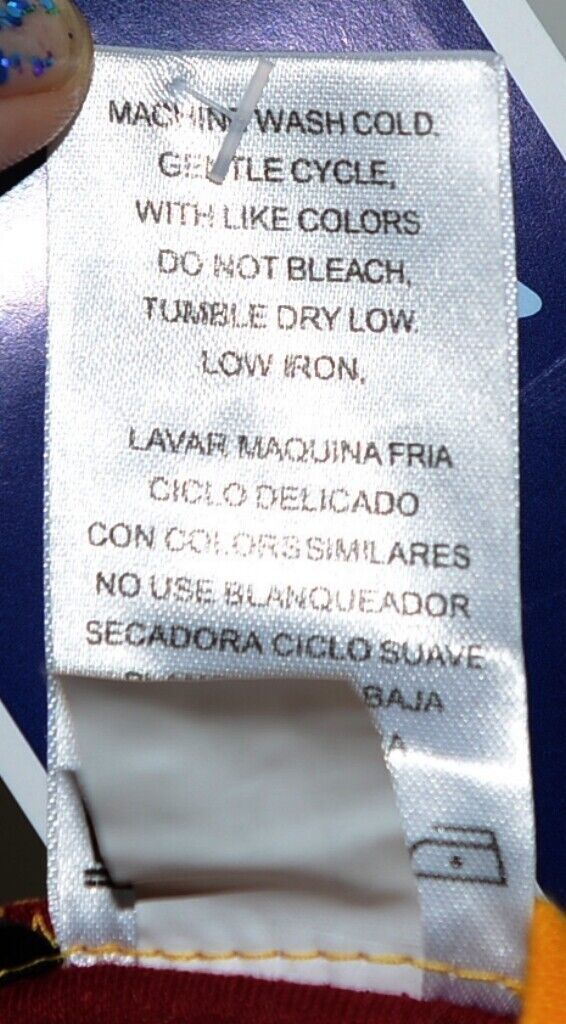 MACHINE WASH COLD.
GENTLE CYCLE,
WITH LIKE COLORS
DO NOT BLEACH,
TUMBLE DRY LOW.
LOW IRON,
LAVAR MAQUINA FRIA
CICLO DELICADO
CON COLORS SIMILARES
NO USE BLANQUEADOR
SECADORA CICLO SUAVE
BAJA